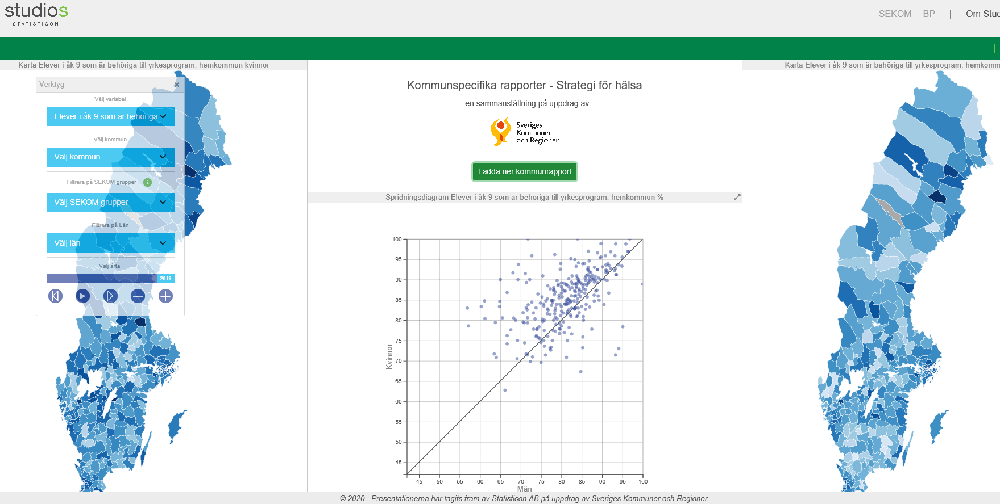 studios
STATISTICON
SEKOM BP | Om Stud
Karta Elever i åk 9 som är behöriga till yrkesprogram, hemkommun kvinnor
Verktyg
×
Välj variabel
Elever i åk 9 som är behöriga
Välj kommun
Välj kommun
Filtrera på SEKOM grupper
i
Välj SEKOM grupper
Filtrera på Län
Välj län
Välj årtal
2019
Kommunspecifika rapporter - Strategi för hälsa
- en sammanställning på uppdrag av
Sveriges
Kommuner
och Regioner
Ladda ner kommunrapport
Spridningsdiagram Elever i åk 9 som är behöriga till yrkesprogram, hemkommun %
100
95
90
85
80
75
70
65
60
55
50
45
Kvinnor
45 50 55 60 65 70 75 80 85 90 95 100
Män
Karta Elever i åk 9 som är behöriga till yrkesprogram, hemkomm
© 2020 - Presentationerna har tagits fram av Statisticon AB på uppdrag av Sveriges Kommuner och Regioner.